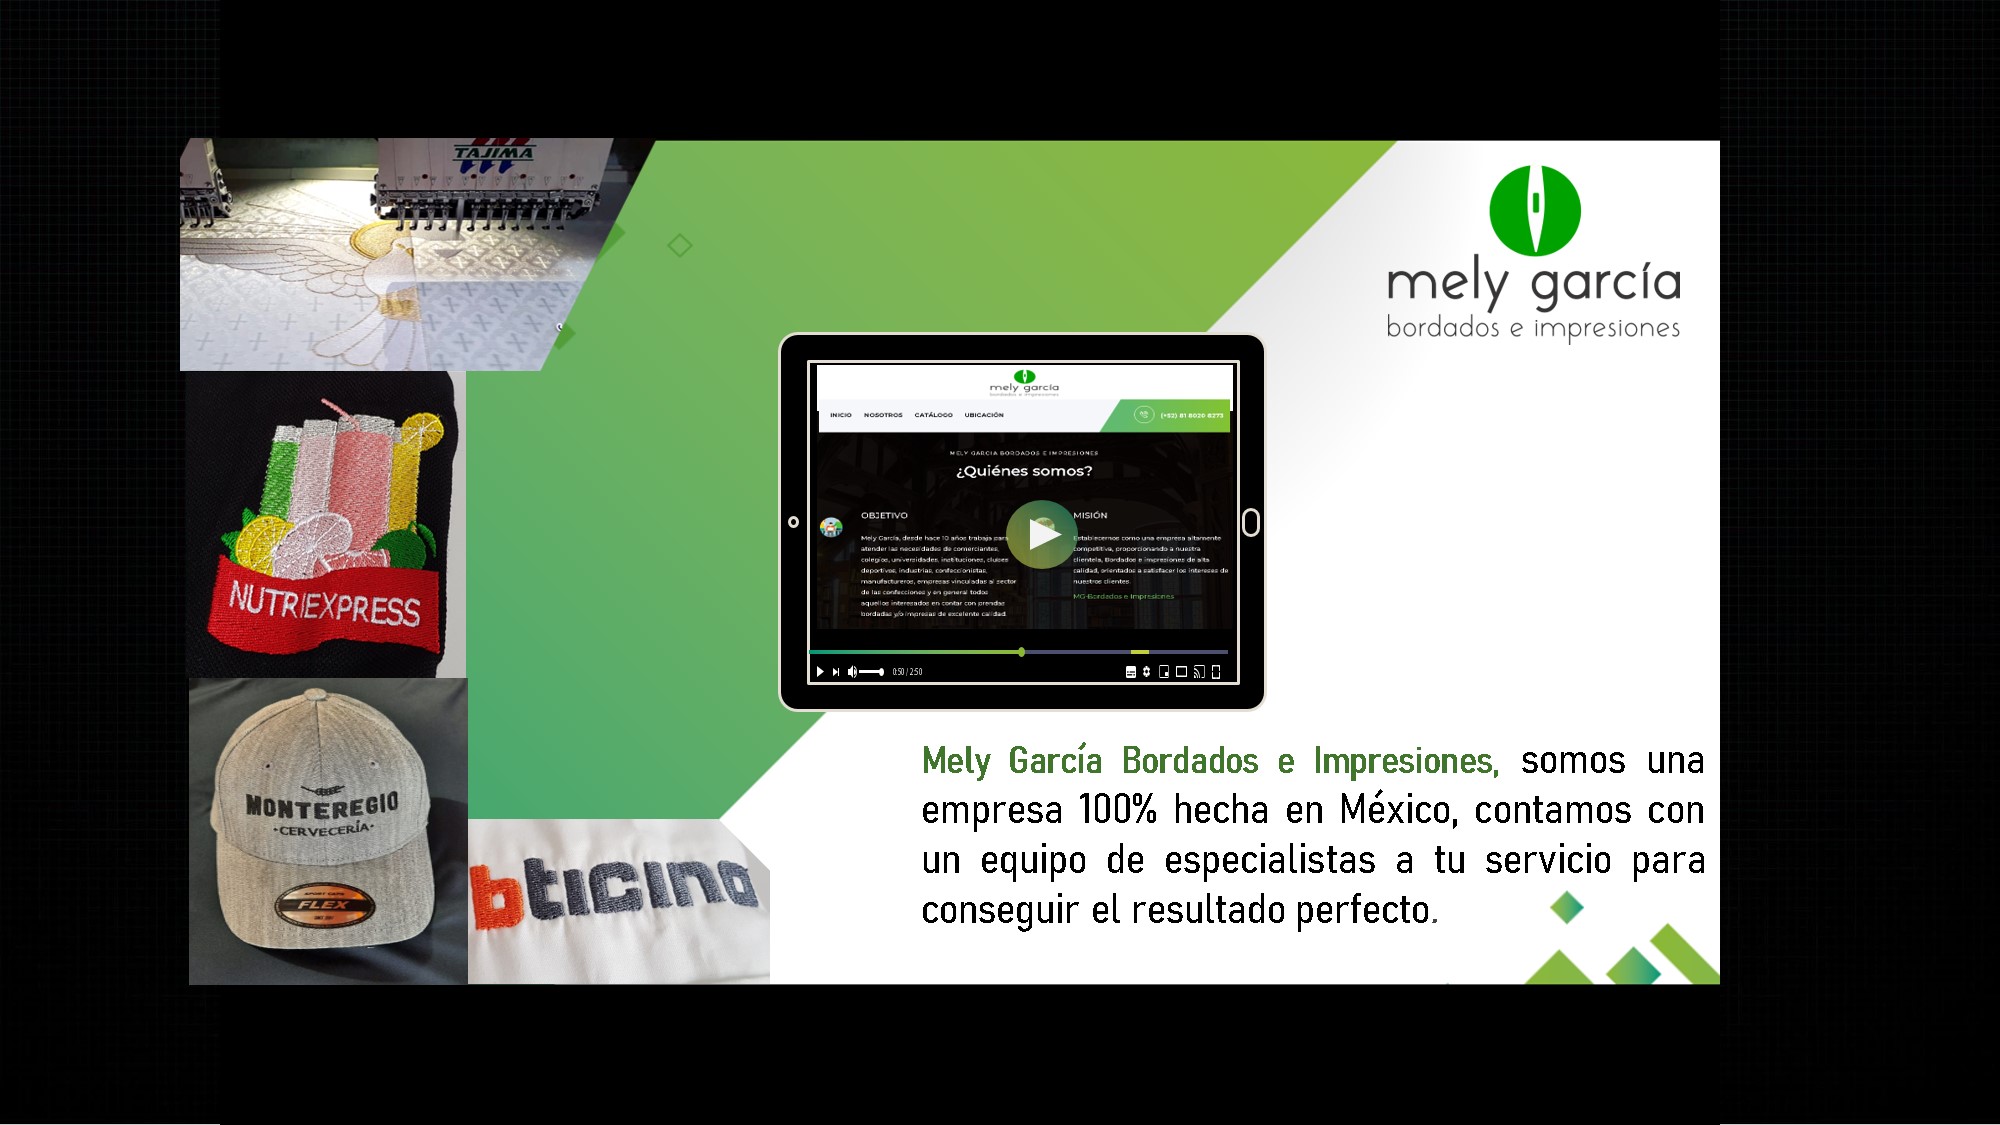 TAJIMA
mely garcía
bordados e impresiones
NUTRIEXPRESS
MONTEREGIO
·CERVECERÍA·
FLEX
bticino
mely garcía
bordados e impresiones
INICIO NOSOTROS CATÁLOGO UBICACIÓN (+52) 81 8020 8273
MELY GARCIA BORDADOS E IMPRESIONES
¿Quiénes somos?
OBJETIVO
Mely García, desde hace 10 años trabaja para
atender las necesidades de comerciantes,
colegios, universidades, instituciones, clubes
deportivos, industrias, confeccionistas,
manufactureros, empresas vinculadas al sector
de las confecciones y en general todos
aquellos interesados en contar con prendas
bordadas y/o impresas de excelente calidad.
MISIÓN
Establecernos como una empresa altamente
competitiva, proporcionando a nuestra
clientela, Bordados e impresiones de alta
calidad, orientados a satisfacer los intereses de
nuestros clientes.
MG Bordados e Impresiones
0:50 / 2:50
Mely García Bordados e Impresiones, somos una
empresa 100% hecha en México, contamos con
un equipo de especialistas a tu servicio para
conseguir el resultado perfecto.